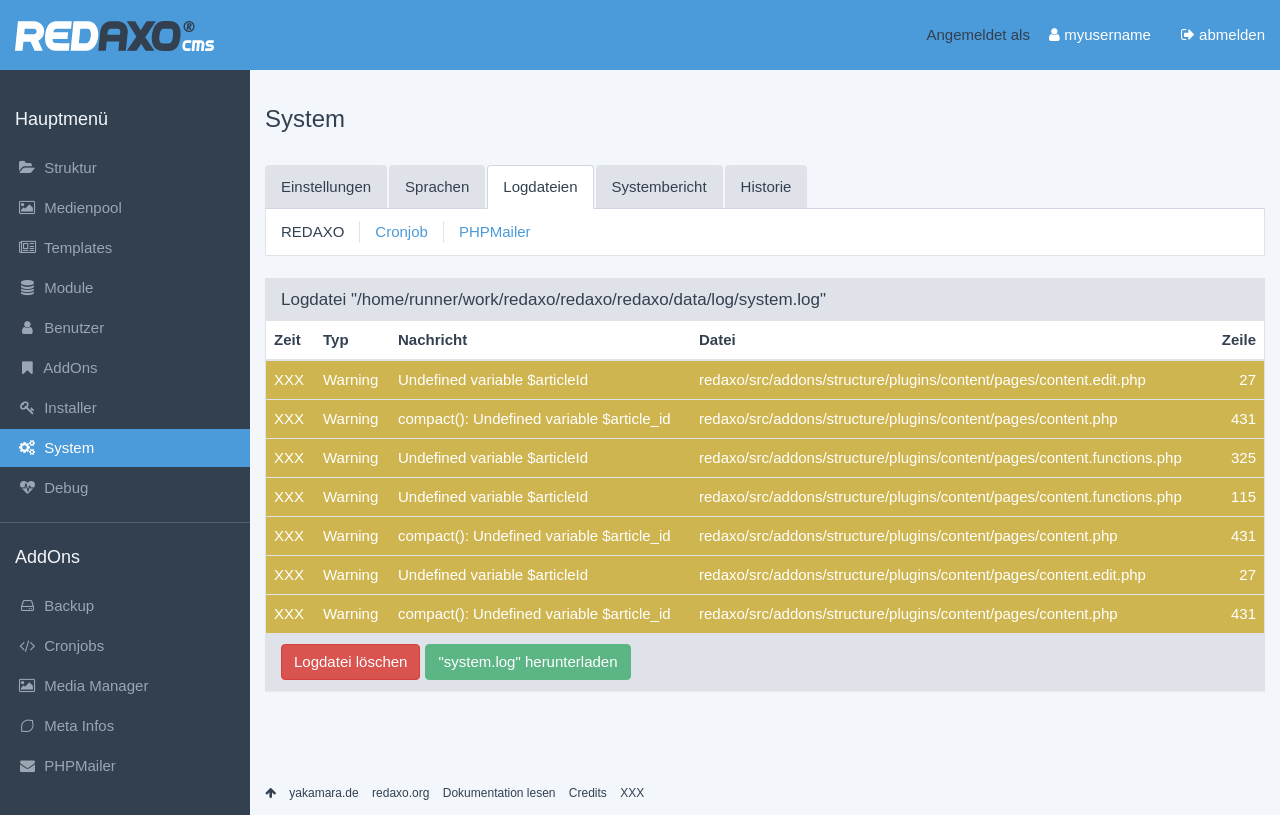 REDAXO® cms
Angemeldet als myusername abmelden
Hauptmenü
Struktur
Medienpool
Templates
Module
Benutzer
AddOns
Installer
System
Debug
AddOns
Backup
Cronjobs
Media Manager
Meta Infos
PHPMailer
System
Einstellungen Sprachen Logdateien Systembericht Historie
REDAXO Cronjob PHPMailer
Logdatei "/home/runner/work/redaxo/redaxo/redaxo/data/log/system.log"
Zeit Typ Nachricht Datei Zeile
XXX Warning Undefined variable $articleId redaxo/src/addons/structure/plugins/content/pages/content.edit.php 27
XXX Warning compact(): Undefined variable $article_id redaxo/src/addons/structure/plugins/content/pages/content.php 431
XXX Warning Undefined variable $articleId redaxo/src/addons/structure/plugins/content/pages/content.functions.php 325
XXX Warning Undefined variable $articleId redaxo/src/addons/structure/plugins/content/pages/content.functions.php 115
XXX Warning compact(): Undefined variable $article_id redaxo/src/addons/structure/plugins/content/pages/content.php 431
XXX Warning Undefined variable $articleId redaxo/src/addons/structure/plugins/content/pages/content.edit.php 27
XXX Warning compact(): Undefined variable $article_id redaxo/src/addons/structure/plugins/content/pages/content.php 431
Logdatei löschen "system.log" herunterladen
yakamara.de redaxo.org Dokumentation lesen Credits XXX